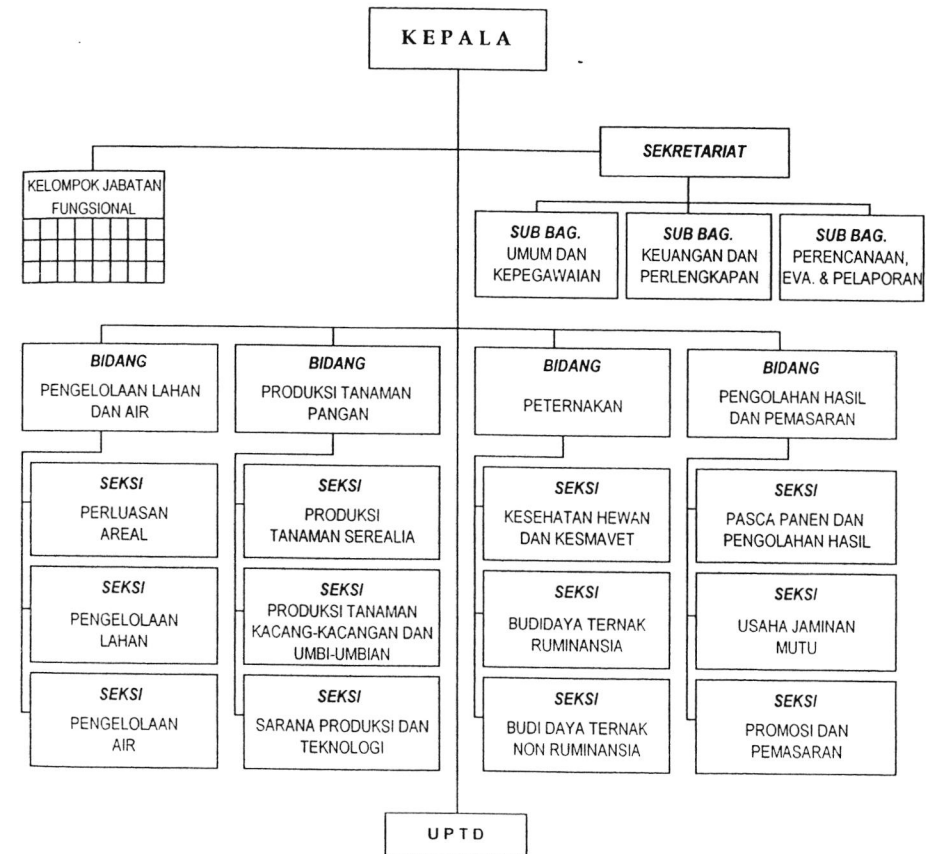 KEPALA
SEKRETARIAT
KELOMPOK JABATAN
FUNGSIONAL
SUB BAG.
UMUM DAN
KEPEGAWAIAN
SUB BAG.
KEUANGAN DAN
PERLENGKAPAN
SUB BAG.
PERENCANAAN,
EVA. & PELAPORAN
BIDANG
PENGELOLAAN LAHAN
DAN AIR
BIDANG
PRODUKSI TANAMAN
PANGAN
BIDANG
PETERNAKAN
BIDANG
PENGOLAHAN HASIL
DAN PEMASARAN
SEKSI
PERLUASAN
AREAL
SEKSI
PRODUKSI
TANAMAN SEREALIA
SEKSI
KESEHATAN HEWAN
DAN KESMAVET
SEKSI
PASCA PANEN DAN
PENGOLAHAN HASIL
SEKSI
PENGELOLAAN
LAHAN
SEKSI
PRODUKSI TANAMAN
KACANG-KACANGAN DAN
UMBI-UMBIAN
SEKSI
BUDIDAYA TERNAK
RUMINANSIA
SEKSI
USAHA JAMINAN
MUTU
SEKSI
PENGELOLAAN
AIR
SEKSI
SARANA PRODUKSI DAN
TEKNOLOGI
SEKSI
BUDI DAYA TERNAK
NON RUMINANSIA
SEKSI
PROMOSI DAN
PEMASARAN
UPTD